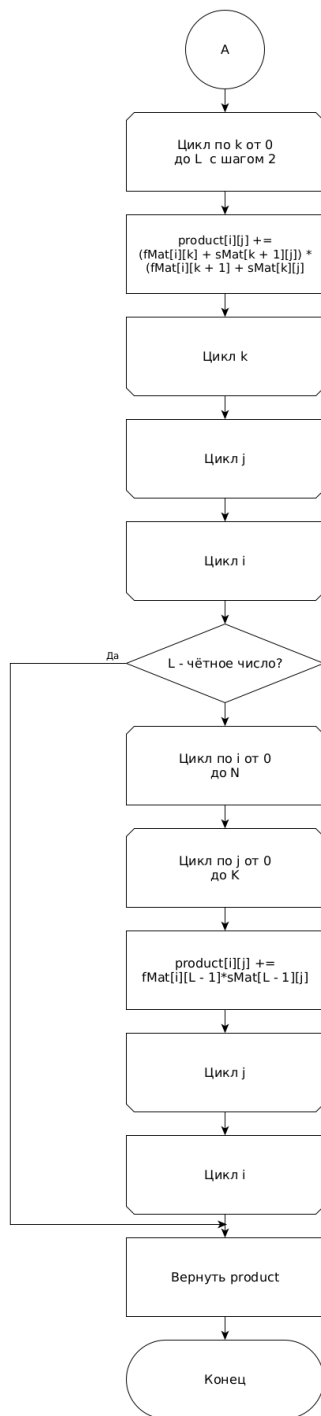 А
Цикл по k от 0
до L с шагом 2
product[i][j] +=
(fMat[i][k] + sMat[k + 1][j]) *
(fMat[i][k + 1] + sMat[k][j]
Цикл k
Цикл j
Цикл i
Да
L - чётное число?
Цикл по i от 0
до N
Цикл по j от 0
до K
product[i][j] +=
fMat[i][L - 1]*sMat[L - 1][j]
Цикл j
Цикл i
Вернуть product
Конец